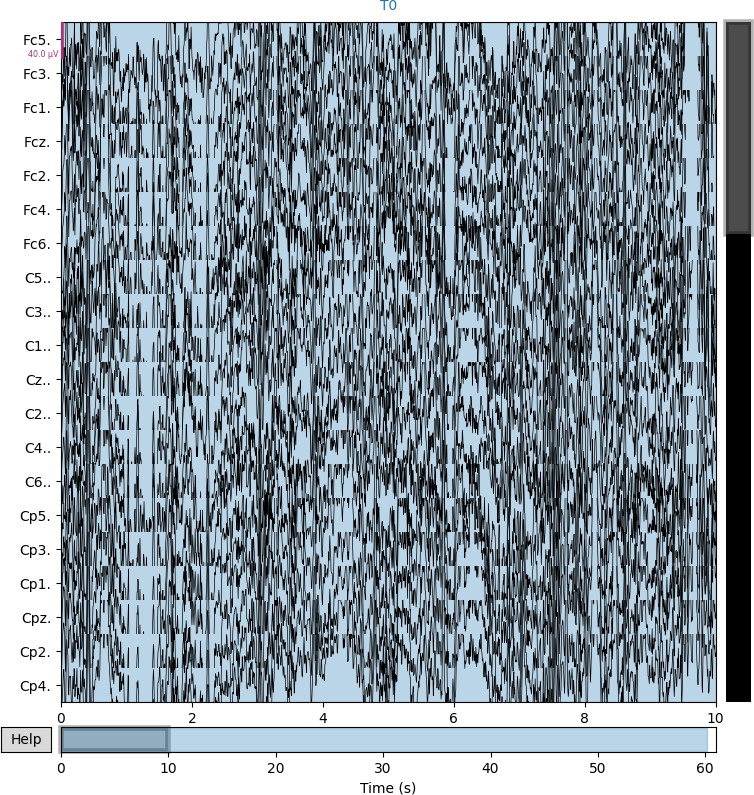 T0
Fc5.
40.0 µV
Fc3.
Fc1.
Fcz.
Fc2.
Fc4.
Fc6.
C5..
C3..
C1..
Cz..
C2..
C4..
C6..
Cp5.
Cp3.
Cp1.
Cpz.
Cp2.
Cp4.
0 2 4 6 8 10
Help
0 10 20 30 40 50 60
Time (s)